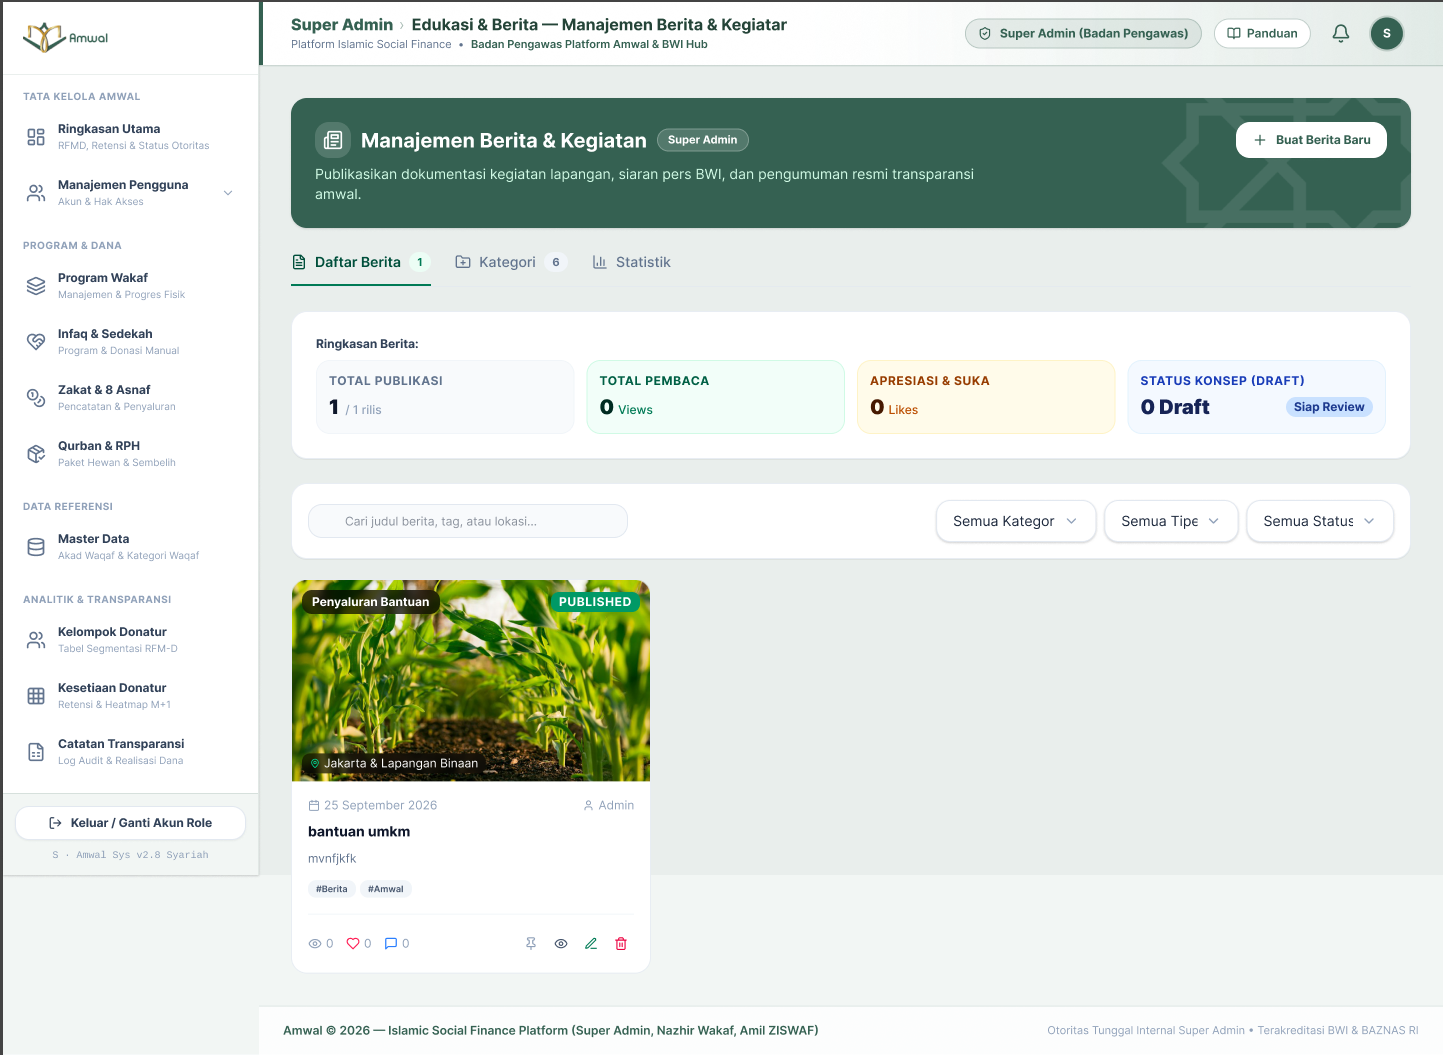 Amwal
Super Admin › Edukasi & Berita — Manajemen Berita & Kegiatar
Platform Islamic Social Finance • Badan Pengawas Platform Amwal & BWI Hub
Super Admin (Badan Pengawas)
Panduan
S
TATA KELOLA AMWAL
Ringkasan Utama
RFMD, Retensi & Status Otoritas
Manajemen Pengguna
Akun & Hak Akses
PROGRAM & DANA
Program Wakaf
Manajemen & Progres Fisik
Infaq & Sedekah
Program & Donasi Manual
Zakat & 8 Asnaf
Pencatatan & Penyaluran
Qurban & RPH
Paket Hewan & Sembelih
DATA REFERENSI
Master Data
Akad Waqaf & Kategori Waqaf
ANALITIK & TRANSPARANSI
Kelompok Donatur
Tabel Segmentasi RFM-D
Kesetiaan Donatur
Retensi & Heatmap M+1
Catatan Transparansi
Log Audit & Realisasi Dana
Keluar / Ganti Akun Role
S · Amwal Sys v2.8 Syariah
Manajemen Berita & Kegiatan Super Admin
Buat Berita Baru
Publikasikan dokumentasi kegiatan lapangan, siaran pers BWI, dan pengumuman resmi transparansi
amwal.
Daftar Berita 1
Kategori 6
Statistik
Ringkasan Berita:
TOTAL PUBLIKASI
1 / 1 rilis
TOTAL PEMBACA
0 Views
APRESIASI & SUKA
0 Likes
STATUS KONSEP (DRAFT)
0 Draft Siap Review
Cari judul berita, tag, atau lokasi...
Semua Kategor
Semua Tipe
Semua Status
Penyaluran Bantuan
PUBLISHED
Jakarta & Lapangan Binaan
25 September 2026
Admin
bantuan umkm
mvnfjkfk
#Berita #Amwal
0 0 0
Amwal © 2026 — Islamic Social Finance Platform (Super Admin, Nazhir Wakaf, Amil ZISWAF)
Otoritas Tunggal Internal Super Admin • Terakreditasi BWI & BAZNAS RI